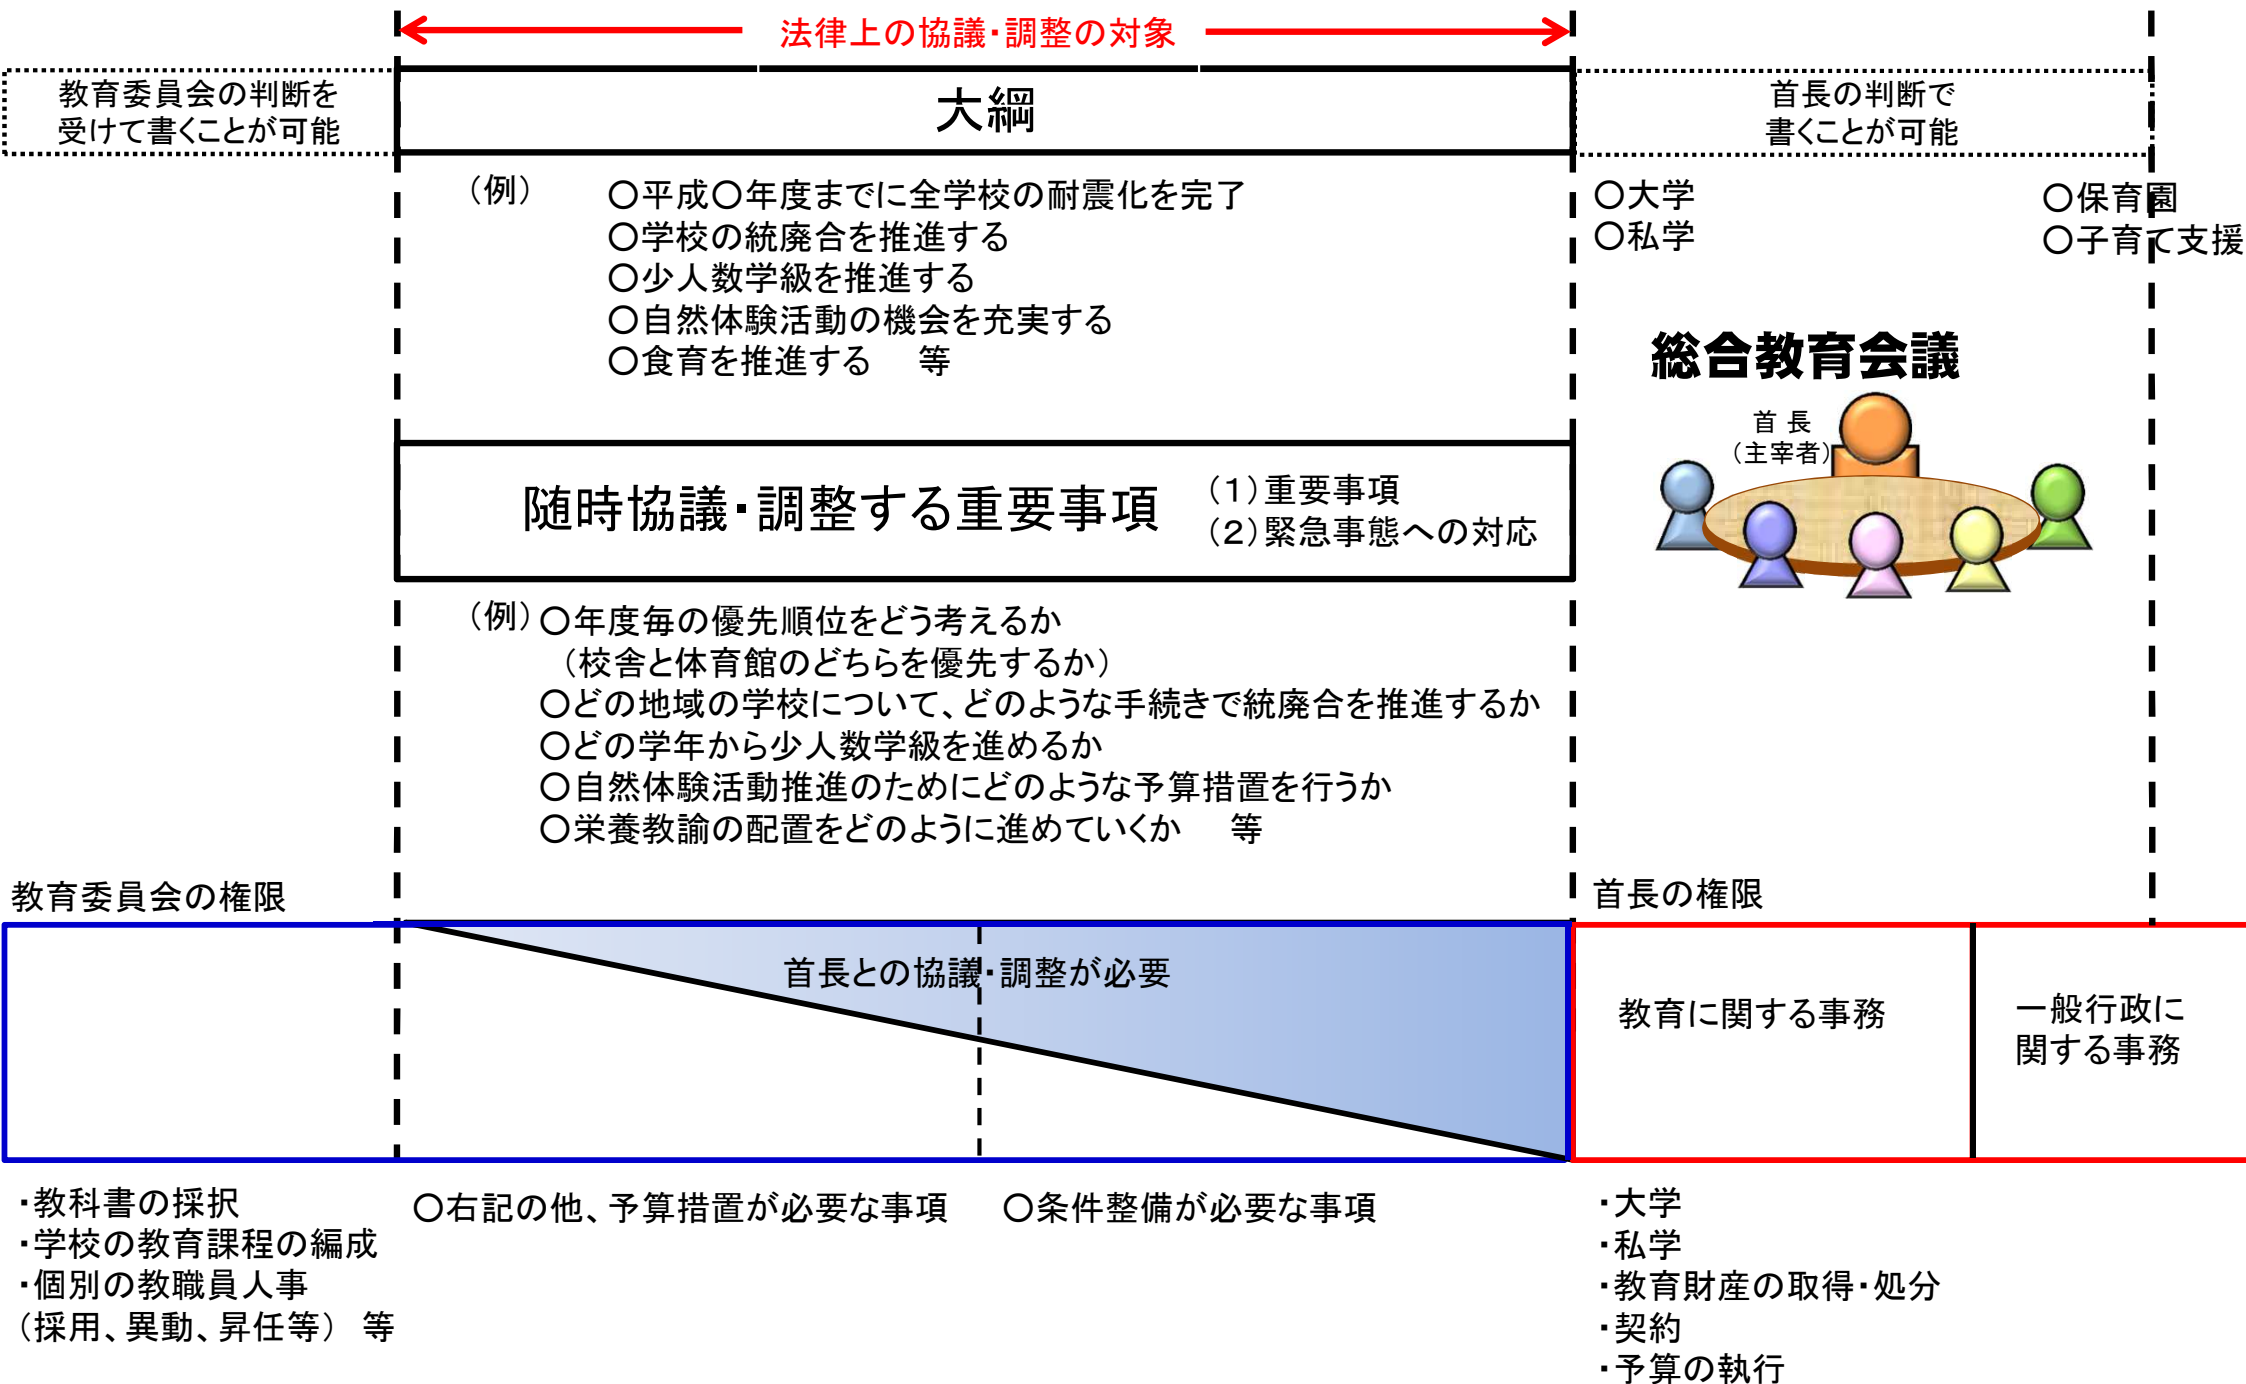 法律上の協議・調整の対象
教育委員会の判断を
受けて書くことが可能
大綱
首長の判断で
書くことが可能
（例）
○平成○年度までに全学校の耐震化を完了
○学校の統廃合を推進する
○少人数学級を推進する
○自然体験活動の機会を充実する
○食育を推進する　等
○大学
○私学
○保育園
○子育て支援
総合教育会議
首 長
（主宰者）
随時協議・調整する重要事項
（１）重要事項
（２）緊急事態への対応
（例）
○年度毎の優先順位をどう考えるか
（校舎と体育館のどちらを優先するか）
○どの地域の学校について、どのような手続きで統廃合を推進するか
○どの学年から少人数学級を進めるか
○自然体験活動推進のためにどのような予算措置を行うか
○栄養教諭の配置をどのように進めていくか　等
教育委員会の権限
首長の権限
首長との協議・調整が必要
教育に関する事務
一般行政に
関する事務
・教科書の採択
・学校の教育課程の編成
・個別の教職員人事
（採用、異動、昇任等）　等
○右記の他、予算措置が必要な事項
○条件整備が必要な事項
・大学
・私学
・教育財産の取得・処分
・契約
・予算の執行